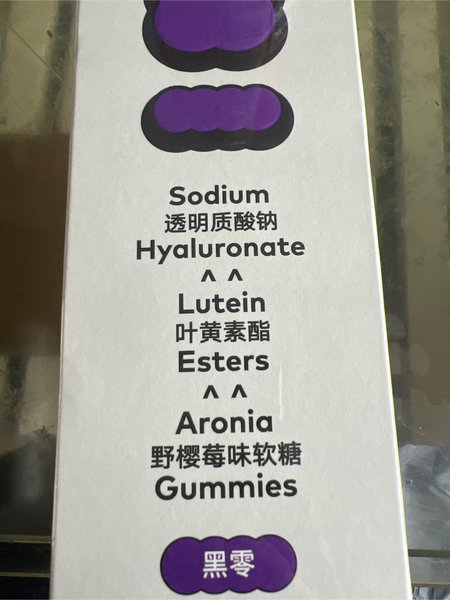 Sodium
透明质酸钠
Hyaluronate
^ ^
Lutein
叶黄素酯
Esters
^ ^
Aronia
野樱莓味软糖
Gummies
黑零